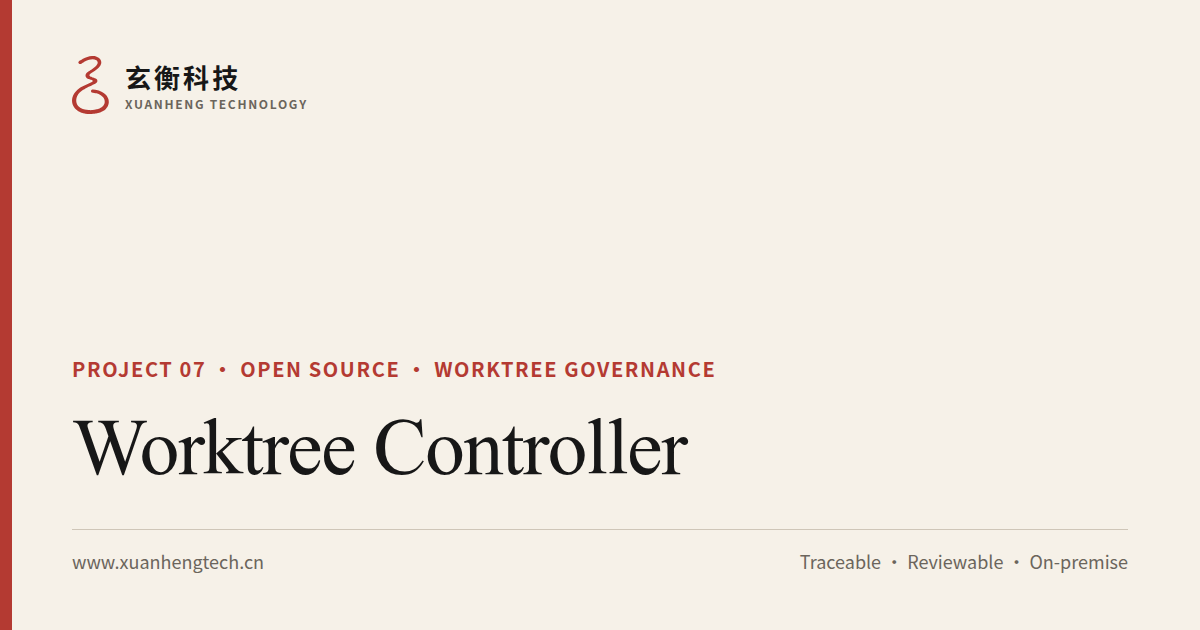 玄衡科技
XUANHENG TECHNOLOGY
PROJECT 07 • OPEN SOURCE • WORKTREE GOVERNANCE
Worktree Controller
www.xuanhengtech.cn
Traceable • Reviewable • On-premise